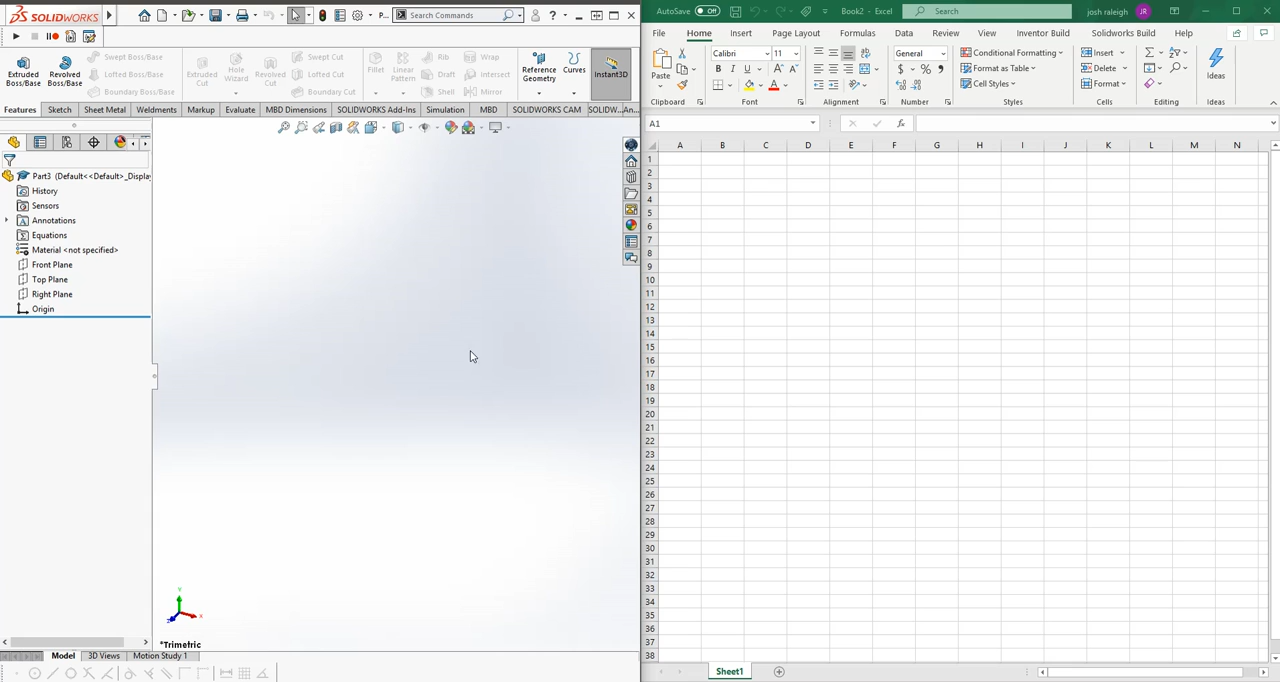 SOLIDWORKS
P...
Search Commands
?
Extruded Boss/Base
Revolved Boss/Base
Swept Boss/Base
Lofted Boss/Base
Boundary Boss/Base
Extruded Cut
Hole Wizard
Revolved Cut
Swept Cut
Lofted Cut
Boundary Cut
Fillet
Linear Pattern
Rib
Draft
Shell
Wrap
Intersect
Mirror
Reference Geometry
Curves
Instant3D
Features Sketch Sheet Metal Weldments Markup Evaluate MBD Dimensions SOLIDWORKS Add-Ins Simulation MBD SOLIDWORKS CAM SOLIDW... An...
Part3 (Default<<Default>_Display
History
Sensors
Annotations
Equations
Material <not specified>
Front Plane
Top Plane
Right Plane
Origin
Y
X
Z
*Trimetric
Model 3D Views Motion Study 1
AutoSave Off Book2 - Excel Search josh raleigh JR
File Home Insert Page Layout Formulas Data Review View Developer Inventor Build SolidWorks Build Help
Paste
Clipboard
Calibri 11
B I U
Font
Alignment
General
$ % 9
Number
Conditional Formatting
Format as Table
Cell Styles
Styles
Insert
Delete
Format
Cells
Editing
Ideas
Ideas
A1 fx
A B C D E F G H I J K L M N
1
2
3
4
5
6
7
8
9
10
11
12
13
14
15
16
17
18
19
20
21
22
23
24
25
26
27
28
29
30
31
32
33
34
35
36
37
38
Sheet1